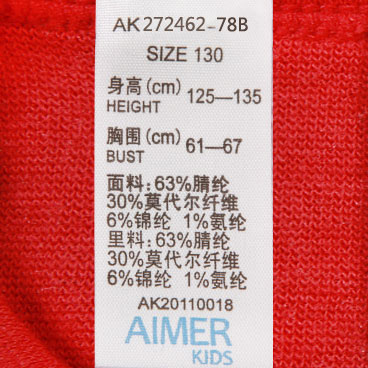 AK272462-78B
SIZE 130
身高(cm) 125—135
HEIGHT
胸围(cm) 61—67
BUST
面料:63%腈纶
30%莫代尔纤维
6%锦纶 1%氨纶
里料:63%腈纶
30%莫代尔纤维
6%锦纶 1%氨纶
AK20110018
AIMER
KIDS